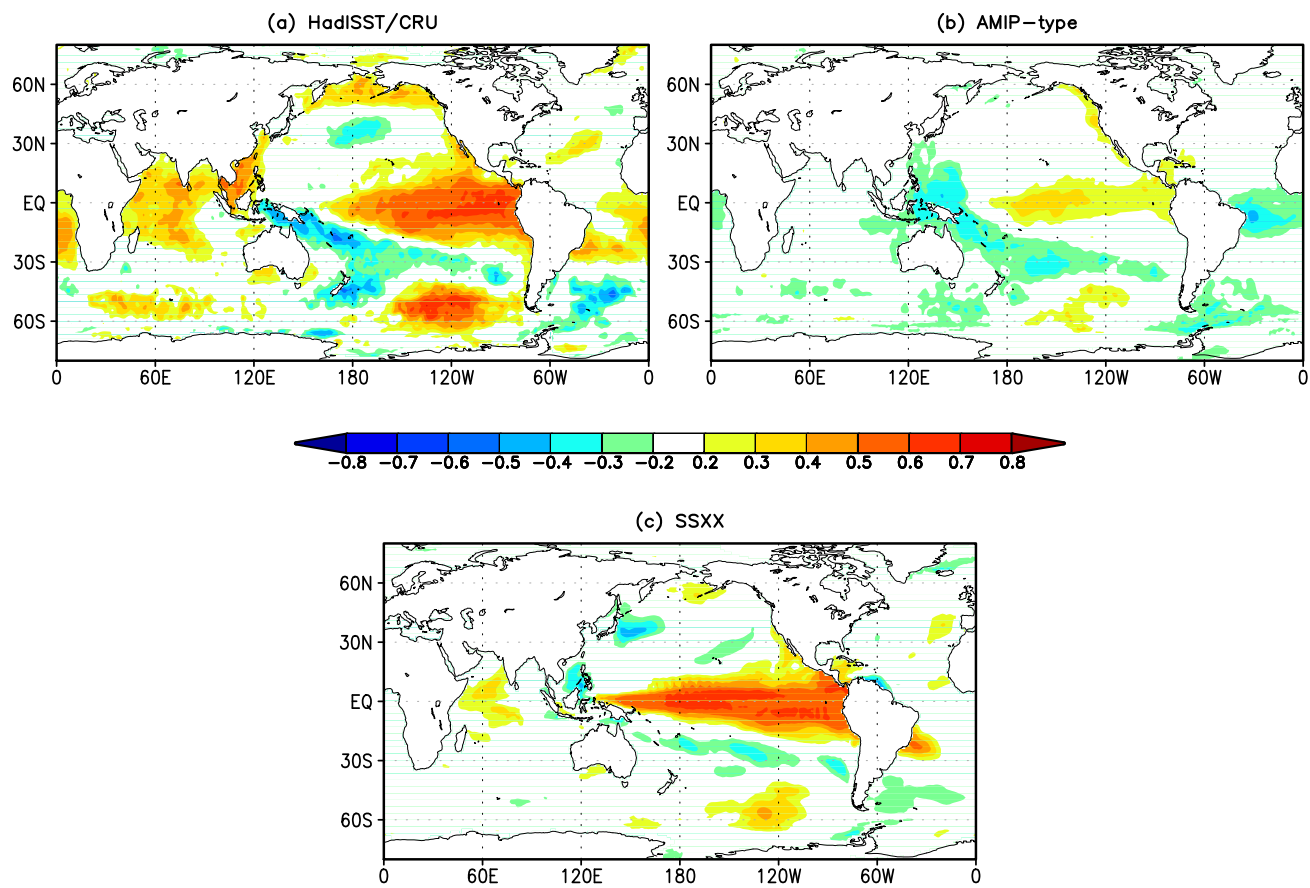 (a) HadISST/CRU
(b) AMIP-type
60N
30N
EQ
30S
60S
0 60E 120E 180 120W 60W 0
60N
30N
EQ
30S
60S
0 60E 120E 180 120W 60W 0
-0.8 -0.7 -0.6 -0.5 -0.4 -0.3 -0.2 0.2 0.3 0.4 0.5 0.6 0.7 0.8
(c) SSXX
60N
30N
EQ
30S
60S
0 60E 120E 180 120W 60W 0